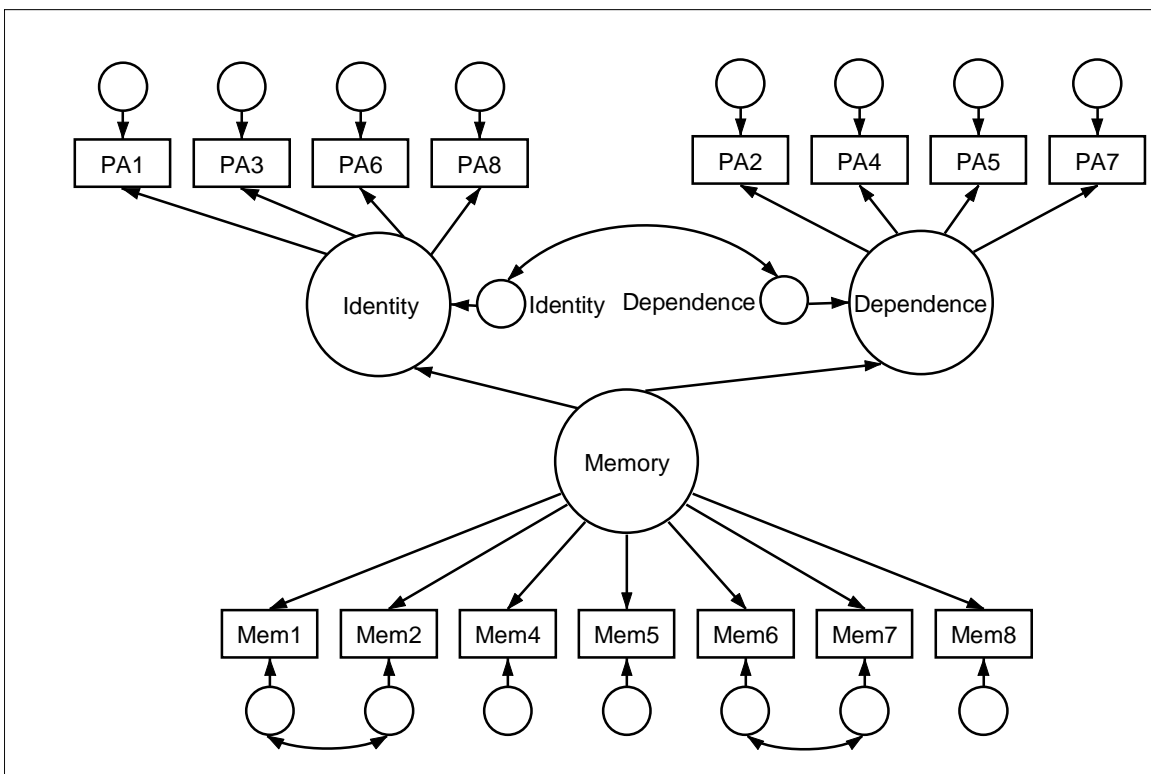 PA1 PA3 PA6 PA8 PA2 PA4 PA5 PA7
Identity Identity Dependence Dependence
Memory
Mem1 Mem2 Mem4 Mem5 Mem6 Mem7 Mem8